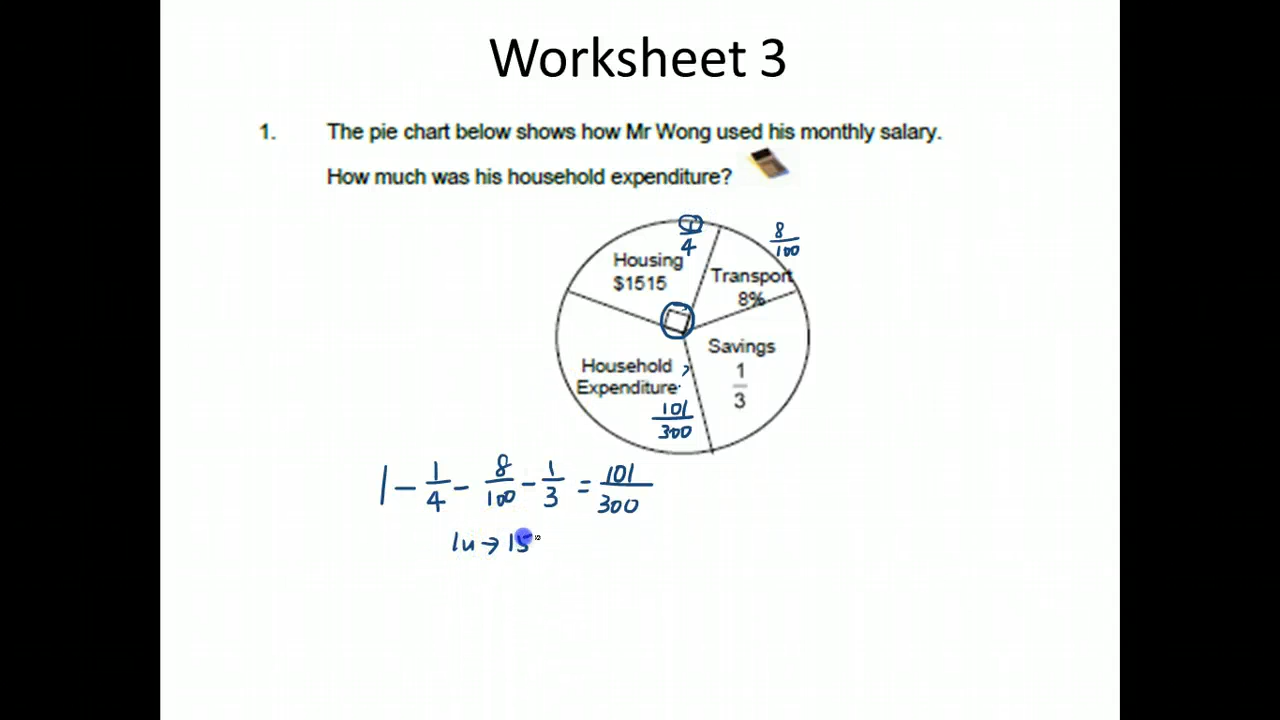 Worksheet 3
1. The pie chart below shows how Mr Wong used his monthly salary.
How much was his household expenditure?
1/4
8/100
Housing
$1515
Transport
8%
Savings
1/3
Household
Expenditure
101/300
1 - 1/4 - 8/100 - 1/3 = 101/300
1u → 15